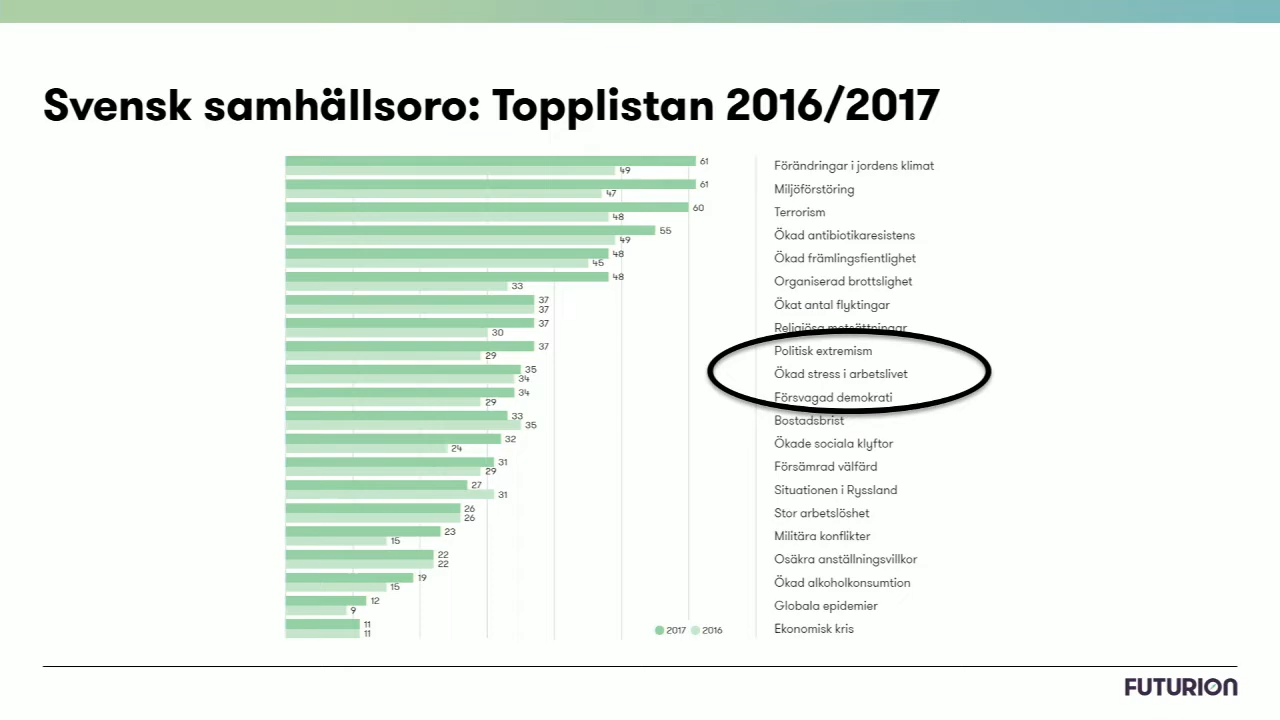 Svensk samhällsoro: Topplistan 2016/2017
61 Förändringar i jordens klimat
49
61 Miljöförstöring
47
60 Terrorism
48
55 Ökad antibiotikaresistens
49
48 Ökad främlingsfientlighet
45
48 Organiserad brottslighet
33
37 Ökat antal flyktingar
37
37 Religiösa motsättningar
30
37 Politisk extremism
29
35 Ökad stress i arbetslivet
34
34 Försvagad demokrati
29
33 Bostadsbrist
35
32 Ökade sociala klyftor
24
31 Försämrad välfärd
29
27 Situationen i Ryssland
31
26 Stor arbetslöshet
26
23 Militära konflikter
15
22 Osäkra anställningsvillkor
22
19 Ökad alkoholkonsumtion
15
12 Globala epidemier
9
11 2017 2016 Ekonomisk kris
11
FUTURION